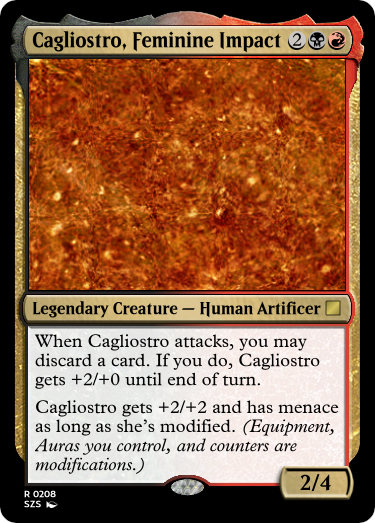 Cagliostro, Feminine Impact 2
Legendary Creature — Human Artificer
When Cagliostro attacks, you may
discard a card. If you do, Cagliostro
gets +2/+0 until end of turn.
Cagliostro gets +2/+2 and has menace
as long as she's modified. (Equipment,
Auras you control, and counters are
modifications.)
2/4
R 0208
SZS